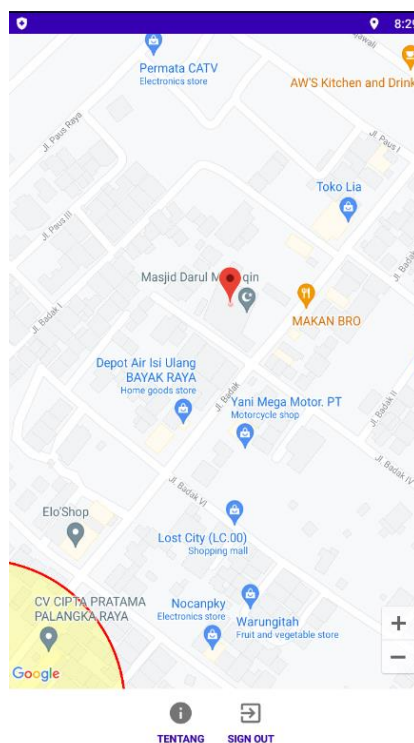 8:29
Permata CATV
Electronics store
AW'S Kitchen and Drink
Jl. Paus Raya
Jl. Paus I
Toko Lia
Jl. Paus III
Masjid Darul
qin
MAKAN BRO
Jl. Badak I
Depot Air Isi Ulang
BAYAK RAYA
Home goods store
Jl. Badak
Jl. Badak II
Yani Mega Motor. PT
Motorcycle shop
Jl. Badak IV
Jl. Badak VI
Elo'Shop
Lost City (LC.00)
Shopping mall
CV CIPTA PRATAMA
PALANGKA RAYA
Nocanpky
Electronics store
Warungitah
Fruit and vegetable store
+
−
Google
TENTANG
SIGN OUT